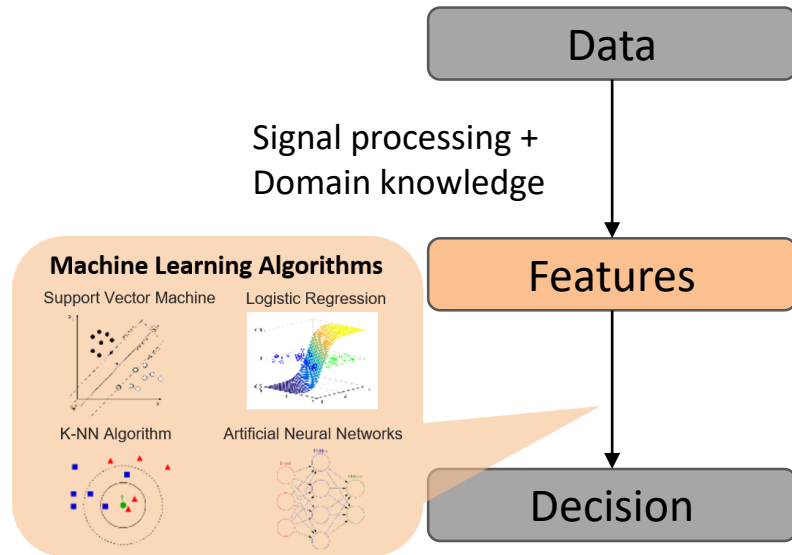 Data
Signal processing +
Domain knowledge
Features
Machine Learning Algorithms
Support Vector Machine
Logistic Regression
K-NN Algorithm
Artificial Neural Networks
Decision